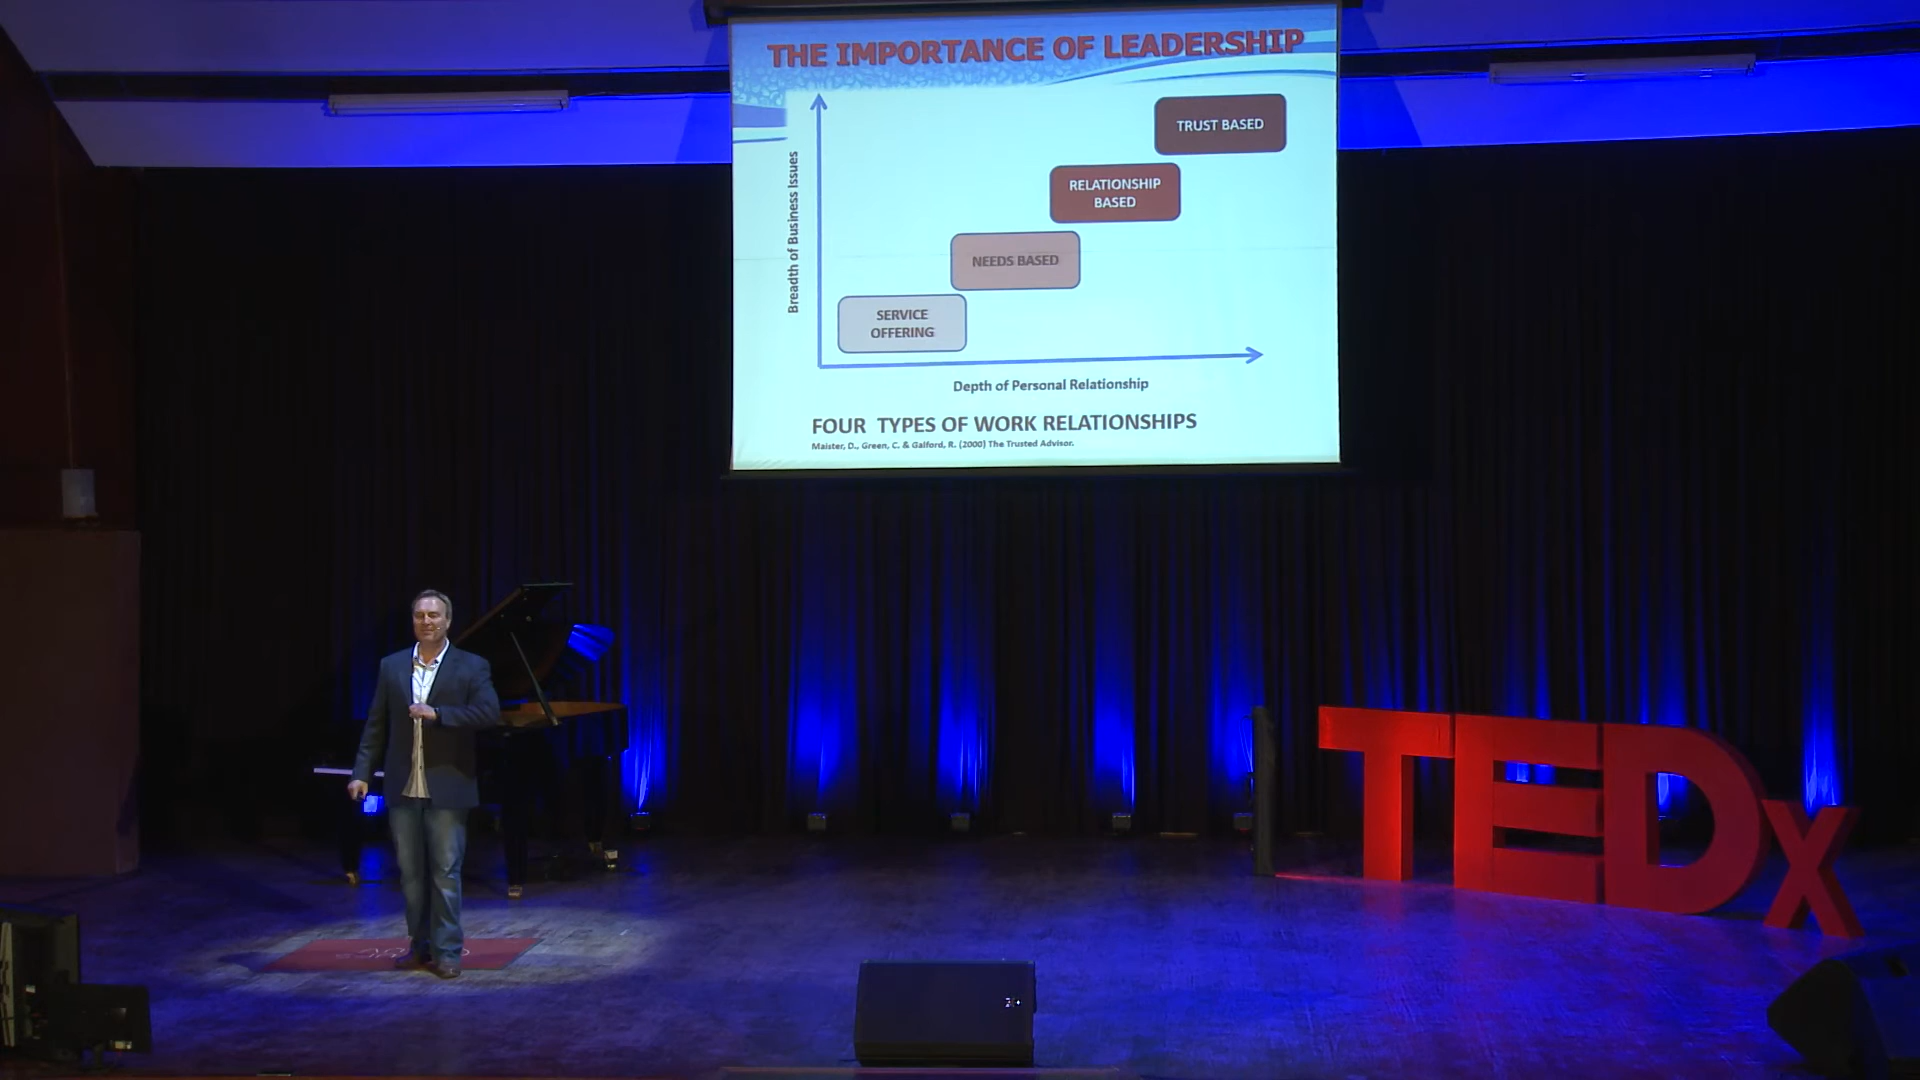 THE IMPORTANCE OF LEADERSHIP
TRUST BASED
RELATIONSHIP
BASED
NEEDS BASED
SERVICE
OFFERING
Breadth of Business Issues
Depth of Personal Relationship
FOUR TYPES OF WORK RELATIONSHIPS
Maister, D., Green, C. & Galford, R. (2000) The Trusted Advisor.
TEDx